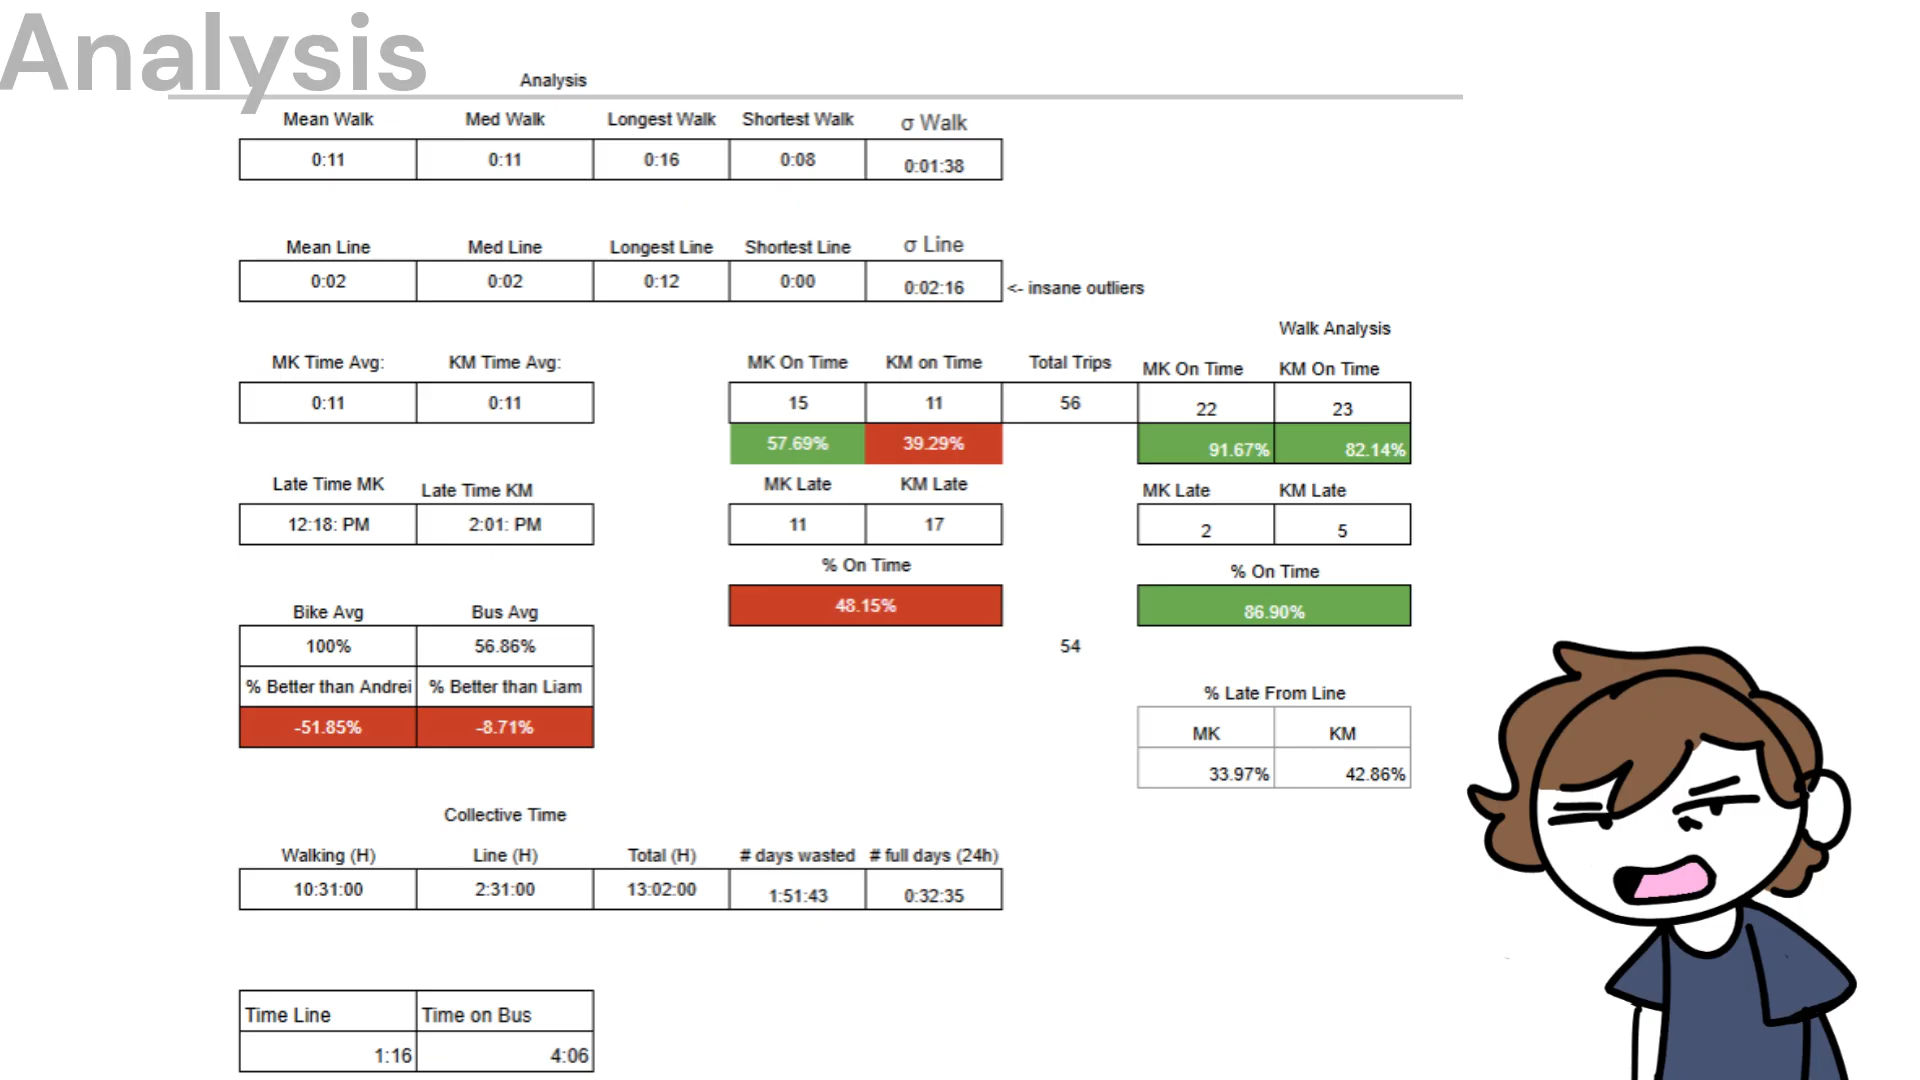 Analysis
Analysis
Mean Walk Med Walk Longest Walk Shortest Walk σ Walk
0:11 0:11 0:16 0:08 0:01:38
Mean Line Med Line Longest Line Shortest Line σ Line
0:02 0:02 0:12 0:00 0:02:16 <- insane outliers
Walk Analysis
MK Time Avg: KM Time Avg: MK On Time KM on Time Total Trips MK On Time KM On Time
0:11 0:11 15 11 56 22 23
57.69% 39.29% 91.67% 82.14%
Late Time MK Late Time KM MK Late KM Late MK Late KM Late
12:18: PM 2:01: PM 11 17 2 5
% On Time % On Time
Bike Avg Bus Avg 48.15% 86.90%
100% 56.86% 54
% Better than Andrei % Better than Liam % Late From Line
-51.85% -8.71% MK KM
33.97% 42.86%
Collective Time
Walking (H) Line (H) Total (H) # days wasted # full days (24h)
10:31:00 2:31:00 13:02:00 1:51:43 0:32:35
Time Line Time on Bus
1:16 4:06